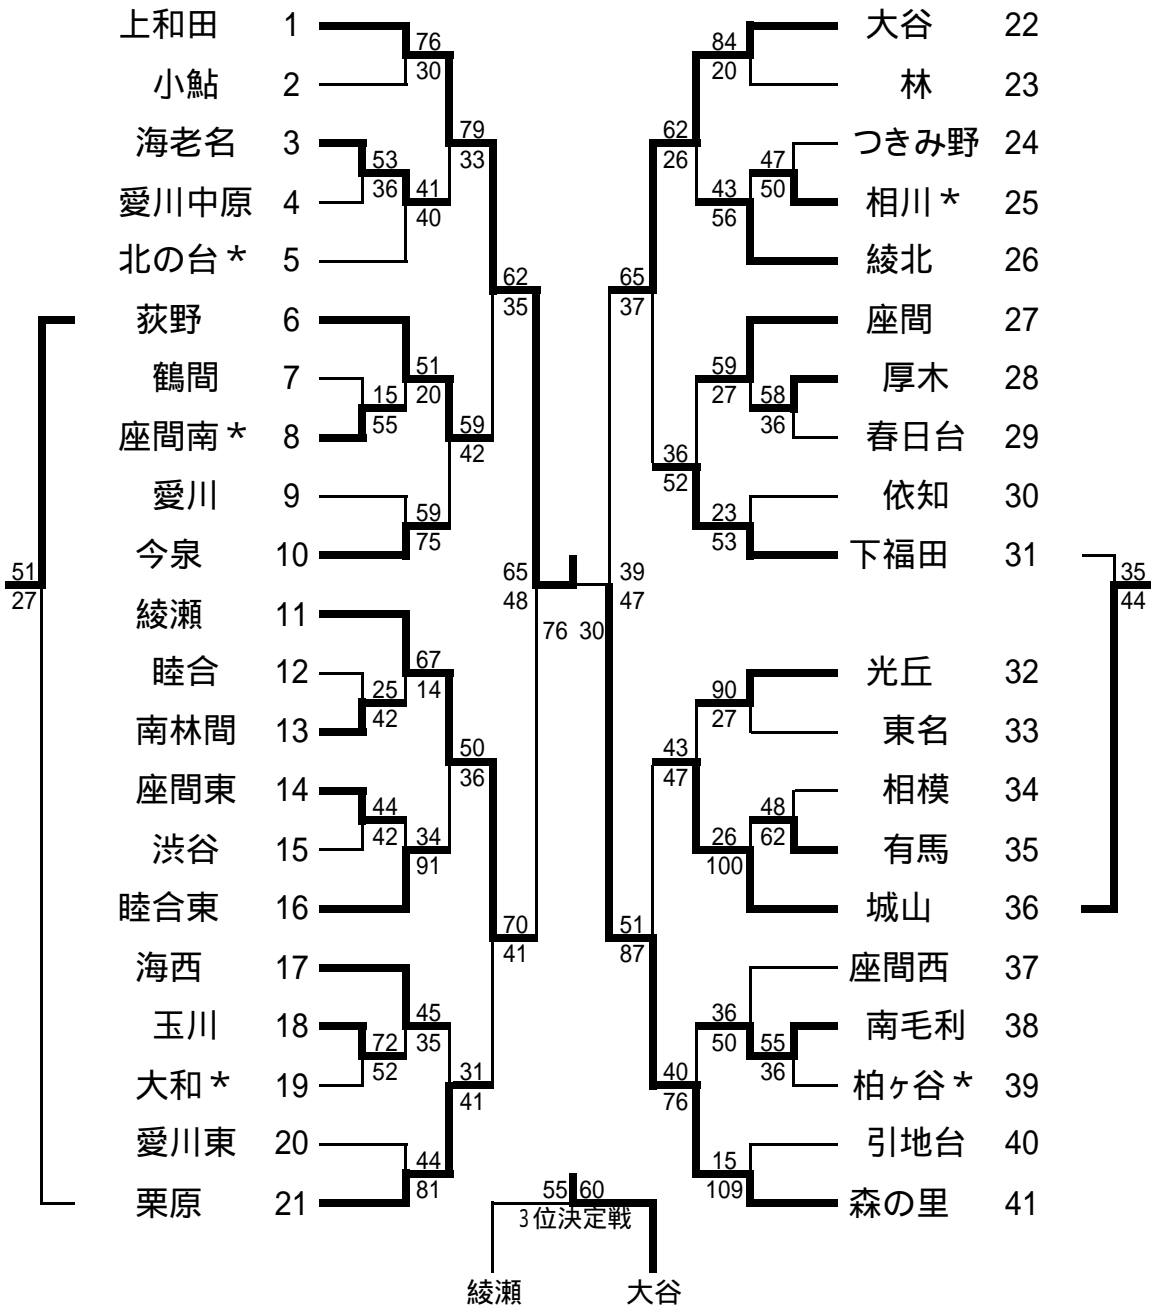 上和田 1
76
30
小鮎 2
海老名 3
79
33
53
36
41
40
愛川中原 4
北の台* 5
62
35
荻野 6
51
20
鶴間 7
15
55
座間南* 8
59
42
愛川 9
59
75
今泉 10
51
27
65
48
綾瀬 11
67
14
睦合 12
25
42
南林間 13
50
36
座間東 14
44
42
34
91
渋谷 15
睦合東 16
70
41
海西 17
45
35
玉川 18
72
52
大和* 19
31
41
愛川東 20
44
81
栗原 21
76 30
大谷 22
84
20
林 23
62
26
つきみ野 24
47
50
43
56
相川* 25
綾北 26
65
37
座間 27
59
27
厚木 28
58
36
春日台 29
36
52
依知 30
23
53
下福田 31
35
44
39
47
光丘 32
90
27
東名 33
43
47
相模 34
48
62
26
100
有馬 35
城山 36
51
87
座間西 37
36
50
南毛利 38
55
36
柏ヶ谷* 39
40
76
引地台 40
15
109
森の里 41
55 60
3位決定戦
綾瀬 大谷